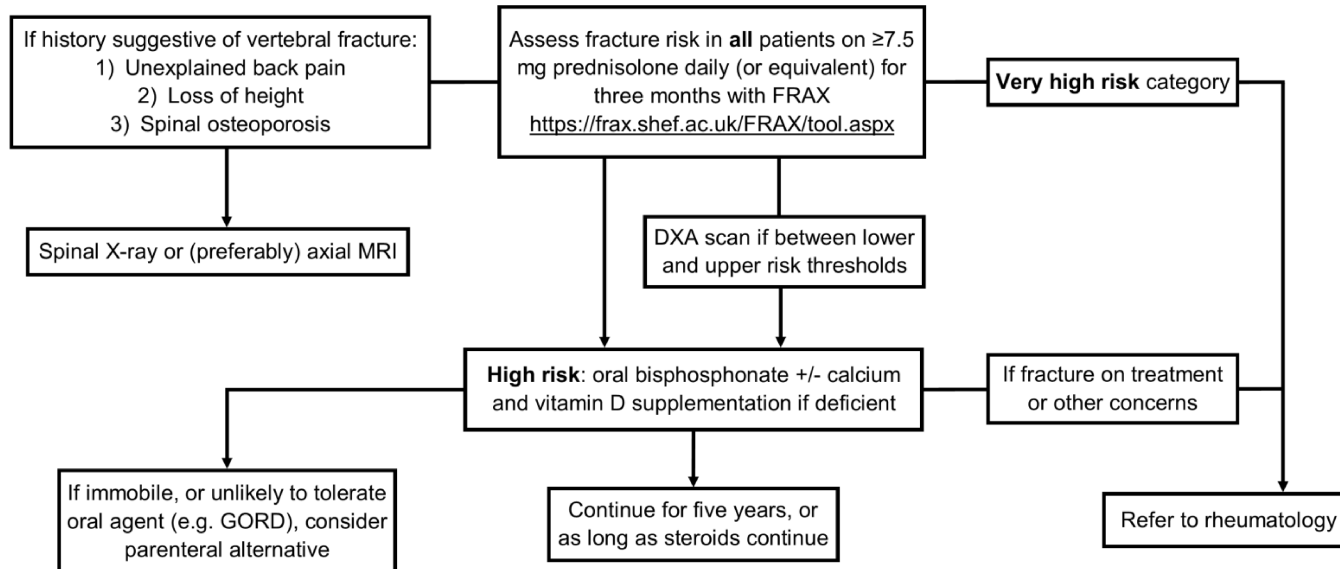 If history suggestive of vertebral fracture:
1) Unexplained back pain
2) Loss of height
3) Spinal osteoporosis
Assess fracture risk in all patients on ≥7.5
mg prednisolone daily (or equivalent) for
three months with FRAX
https://frax.shef.ac.uk/FRAX/tool.aspx
Very high risk category
Spinal X-ray or (preferably) axial MRI
DXA scan if between lower
and upper risk thresholds
High risk: oral bisphosphonate +/- calcium
and vitamin D supplementation if deficient
If fracture on treatment
or other concerns
If immobile, or unlikely to tolerate
oral agent (e.g. GORD), consider
parenteral alternative
Continue for five years, or
as long as steroids continue
Refer to rheumatology